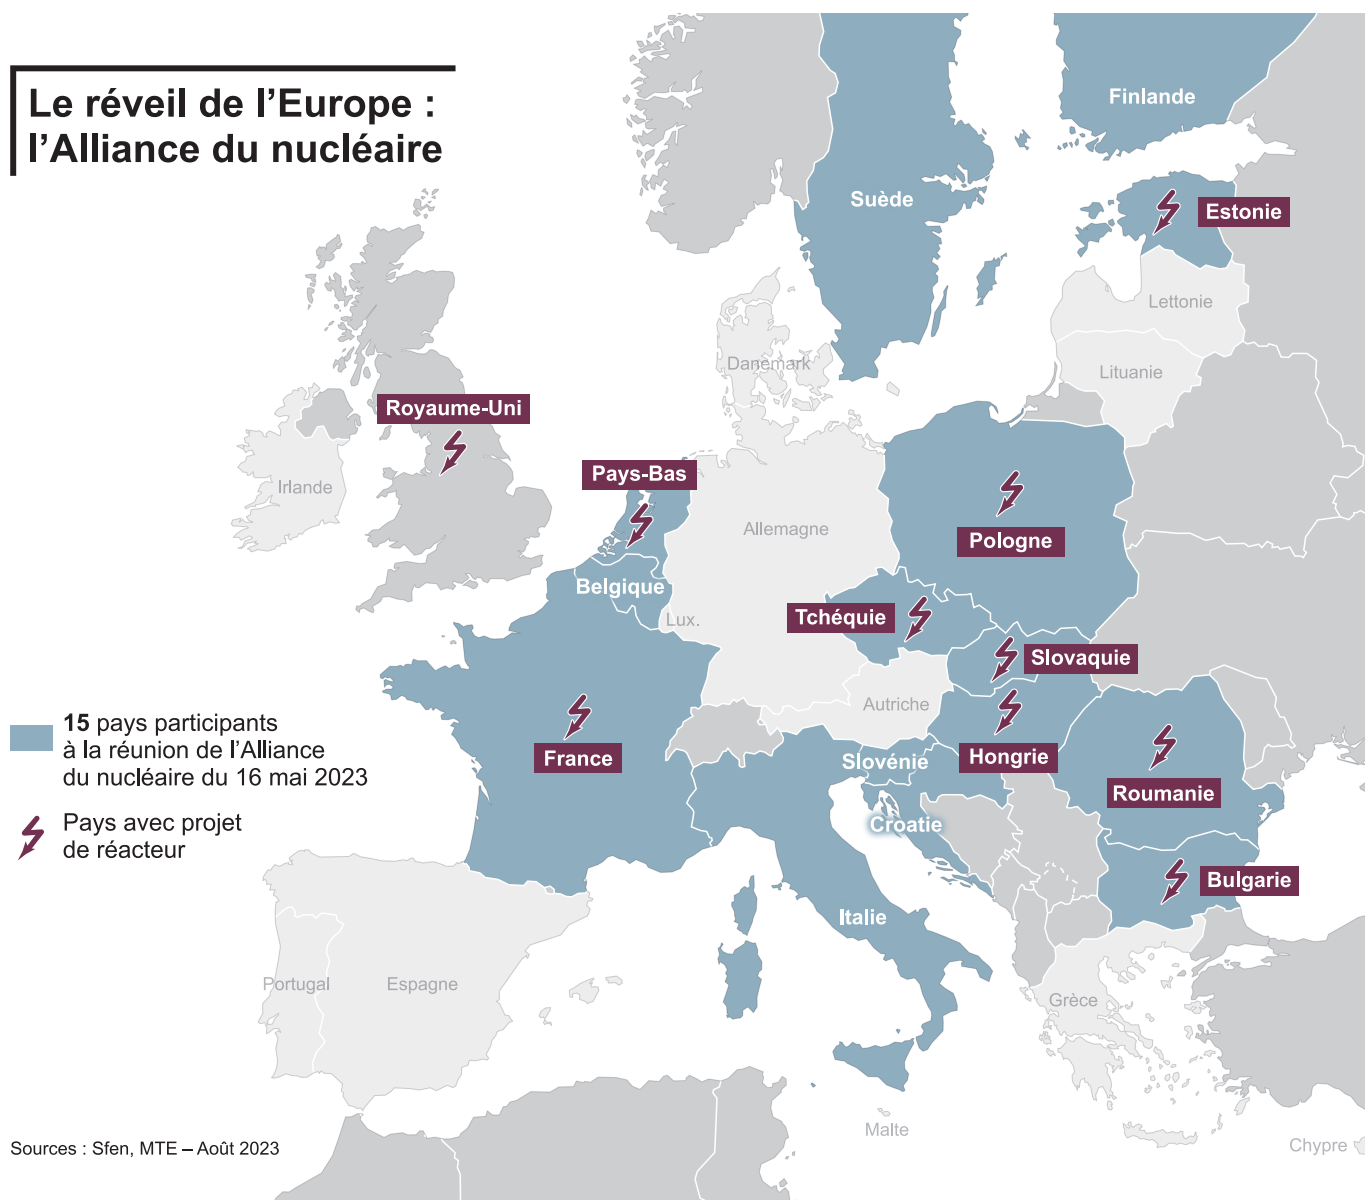 Le réveil de l’Europe :
l’Alliance du nucléaire
Finlande
Suède
Estonie
Lettonie
Danemark
Lituanie
Royaume-Uni
Pays-Bas
Irlande
Allemagne
Pologne
Belgique
Tchéquie
Lux.
Slovaquie
Autriche
15 pays participants
à la réunion de l’Alliance
du nucléaire du 16 mai 2023
France
Slovénie
Hongrie
Roumanie
Pays avec projet
de réacteur
Croatie
Bulgarie
Italie
Portugal
Espagne
Grèce
Malte
Chypre
Sources : Sfen, MTE – Août 2023